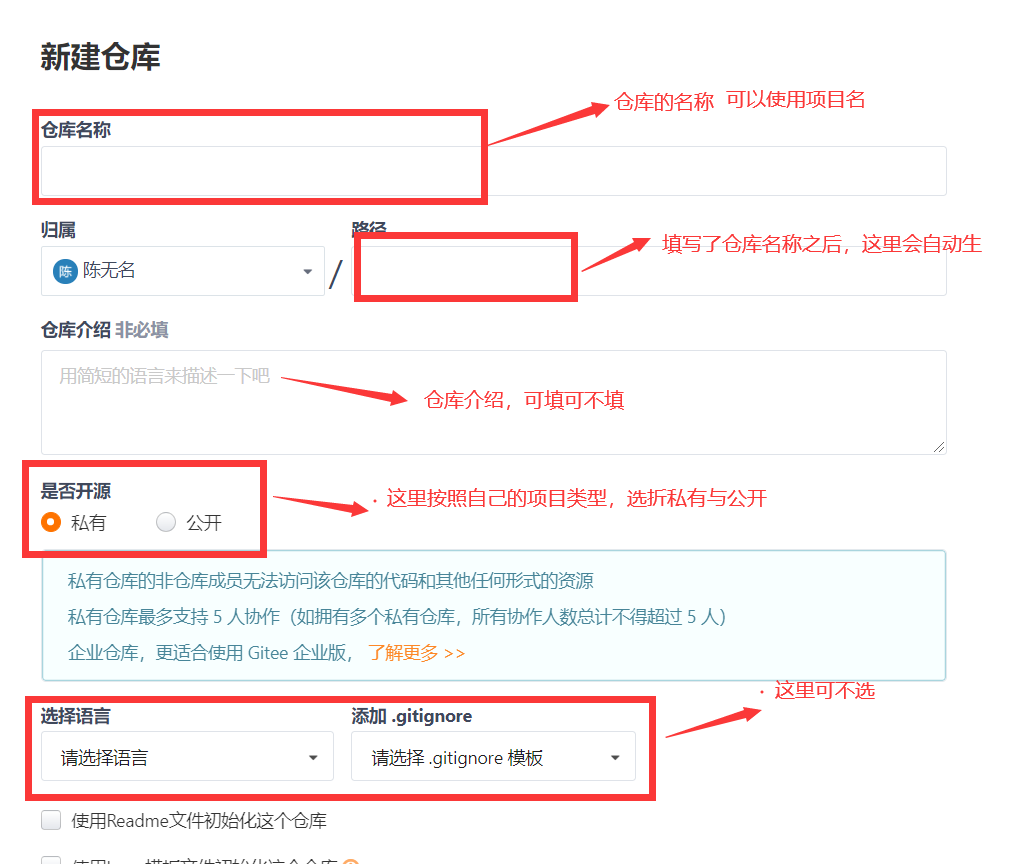 新建仓库
仓库的名称 可以使用项目名
仓库名称
归属
路径
填写了仓库名称之后，这里会自动生
陈 陈无名 /
仓库介绍 非必填
用简短的语言来描述一下吧
仓库介绍，可填可不填
是否开源
· 这里按照自己的项目类型，选折私有与公开
私有 公开
私有仓库的非仓库成员无法访问该仓库的代码和其他任何形式的资源
私有仓库最多支持 5 人协作（如拥有多个私有仓库，所有协作人数总计不得超过 5 人）
企业仓库，更适合使用 Gitee 企业版， 了解更多 >>
· 这里可不选
选择语言 添加 .gitignore
请选择语言 请选择 .gitignore 模板
使用Readme文件初始化这个仓库